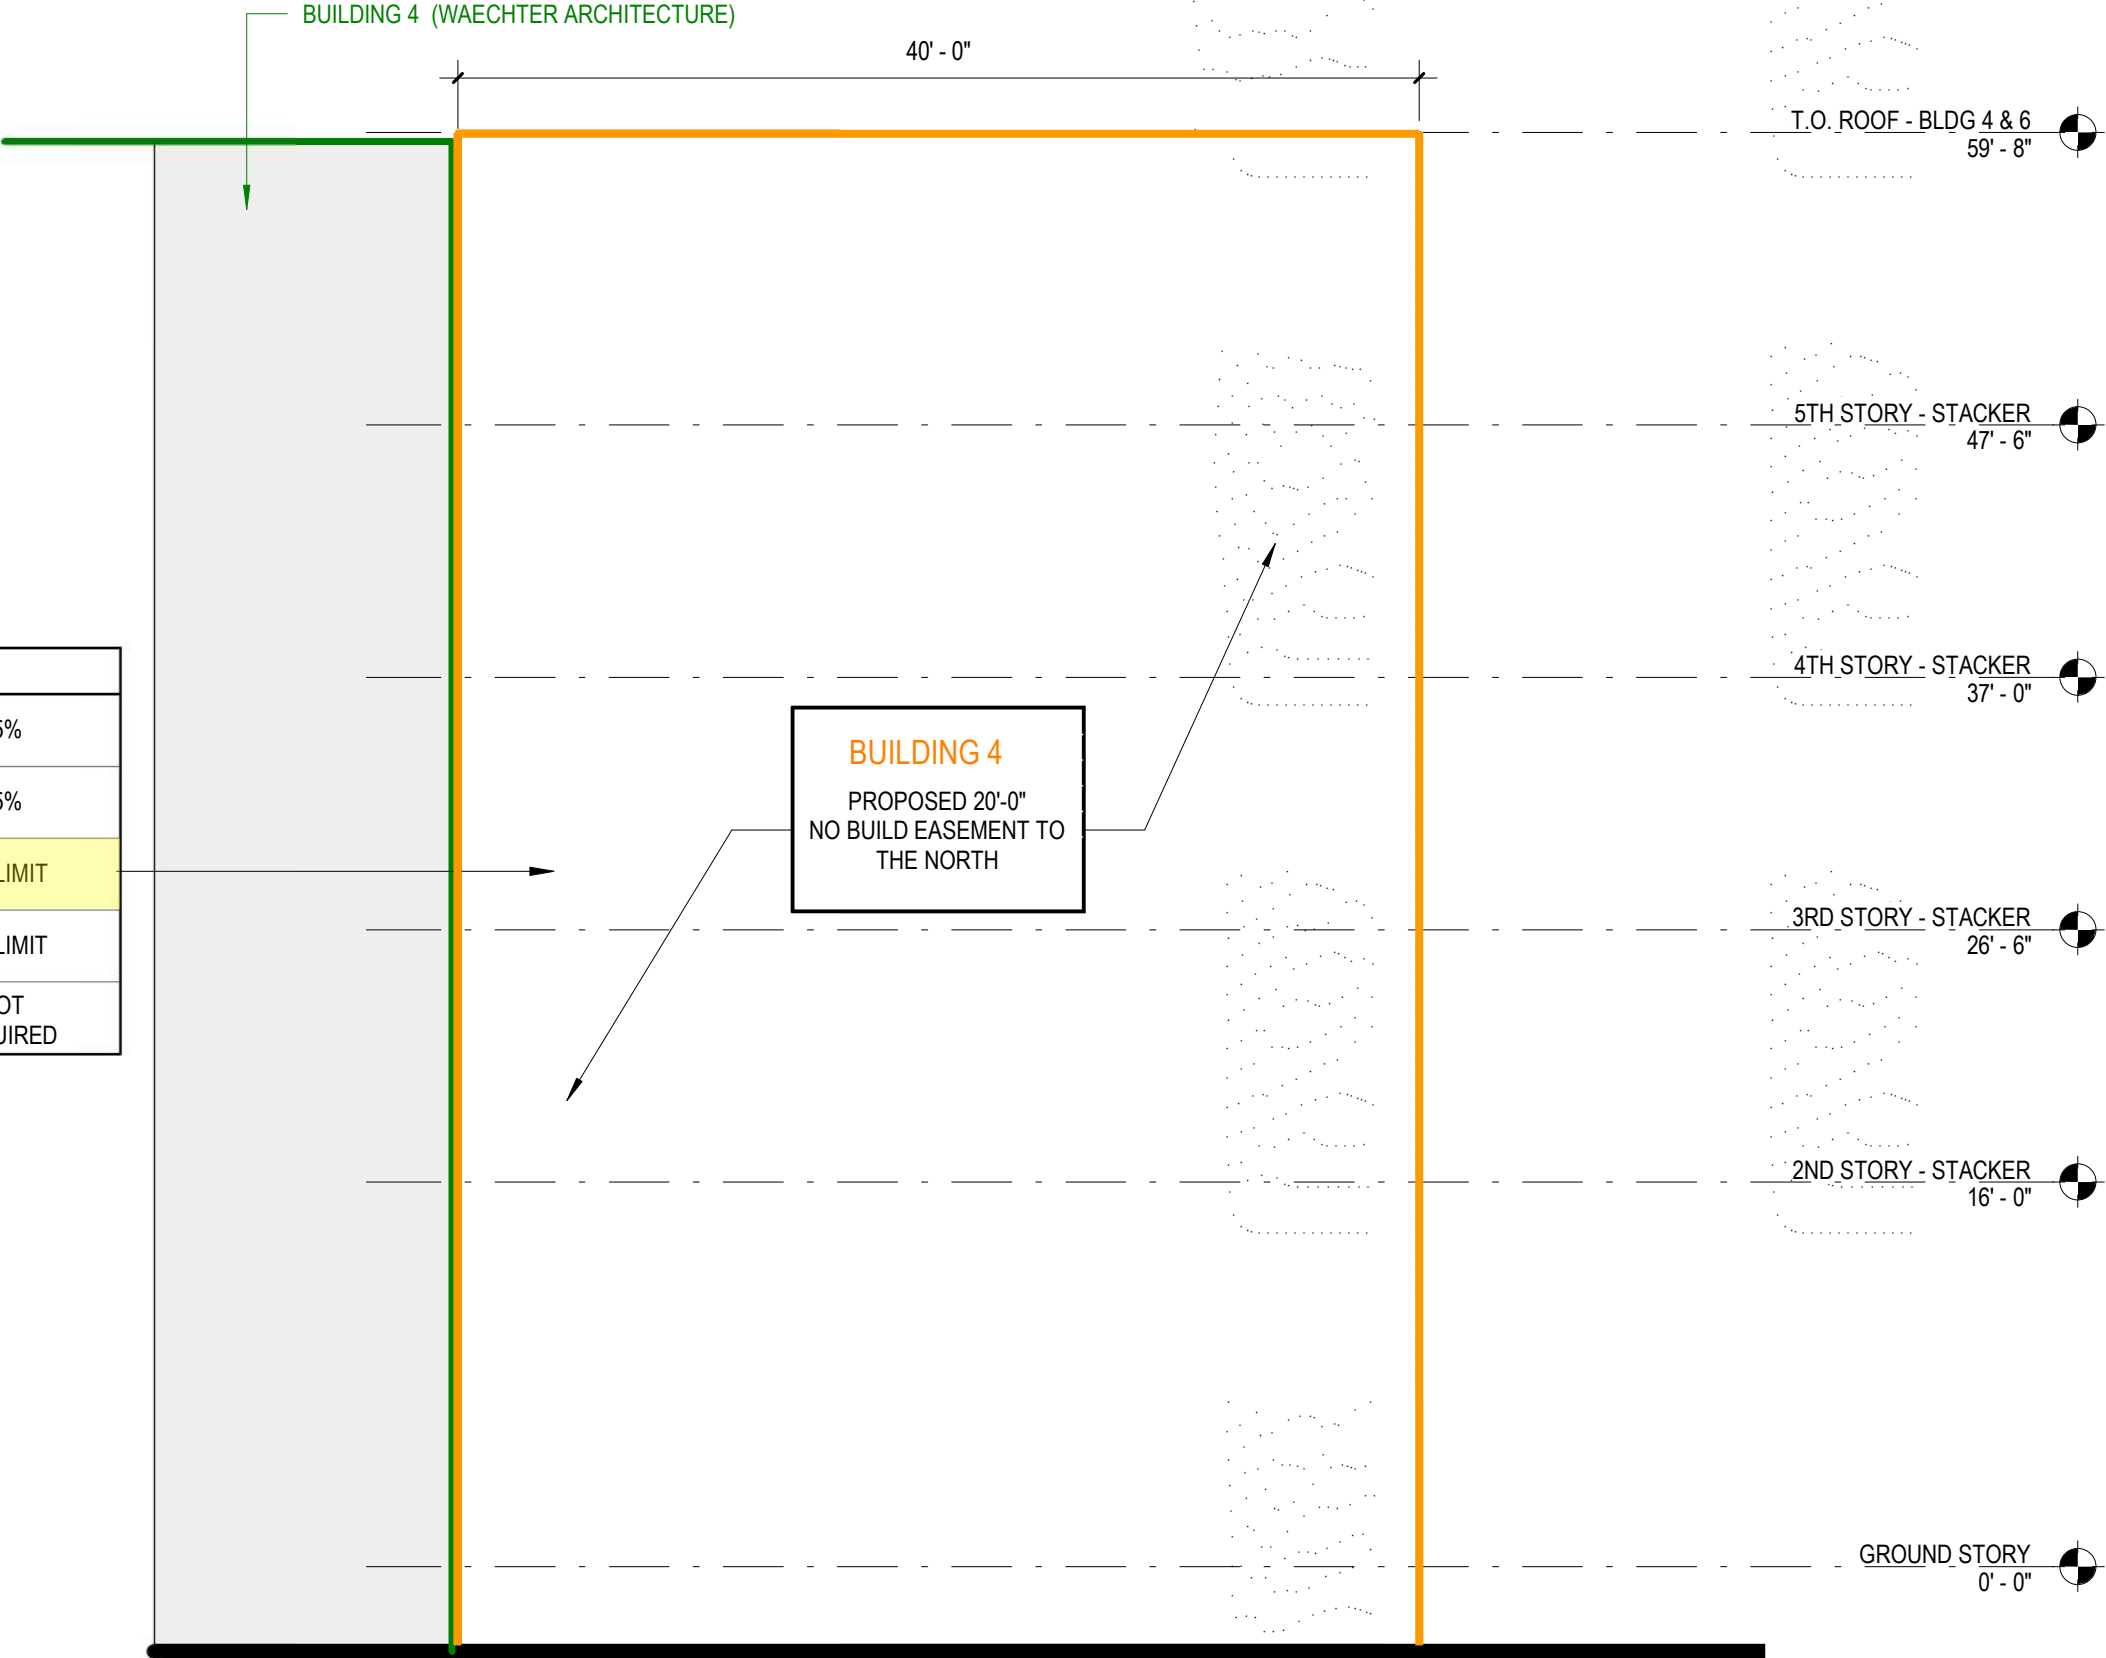 BUILDING 4 (WAECHTER ARCHITECTURE)
40' - 0"
T.O. ROOF - BLDG 4 & 6
59' - 8"
5TH STORY - STACKER
47' - 6"
4TH STORY - STACKER
37' - 0"
5%
5%
LIMIT
LIMIT
BUILDING 4
PROPOSED 20'-0"
NO BUILD EASEMENT TO
THE NORTH
3RD STORY - STACKER
26' - 6"
2ND STORY - STACKER
16' - 0"
GROUND STORY
0' - 0"